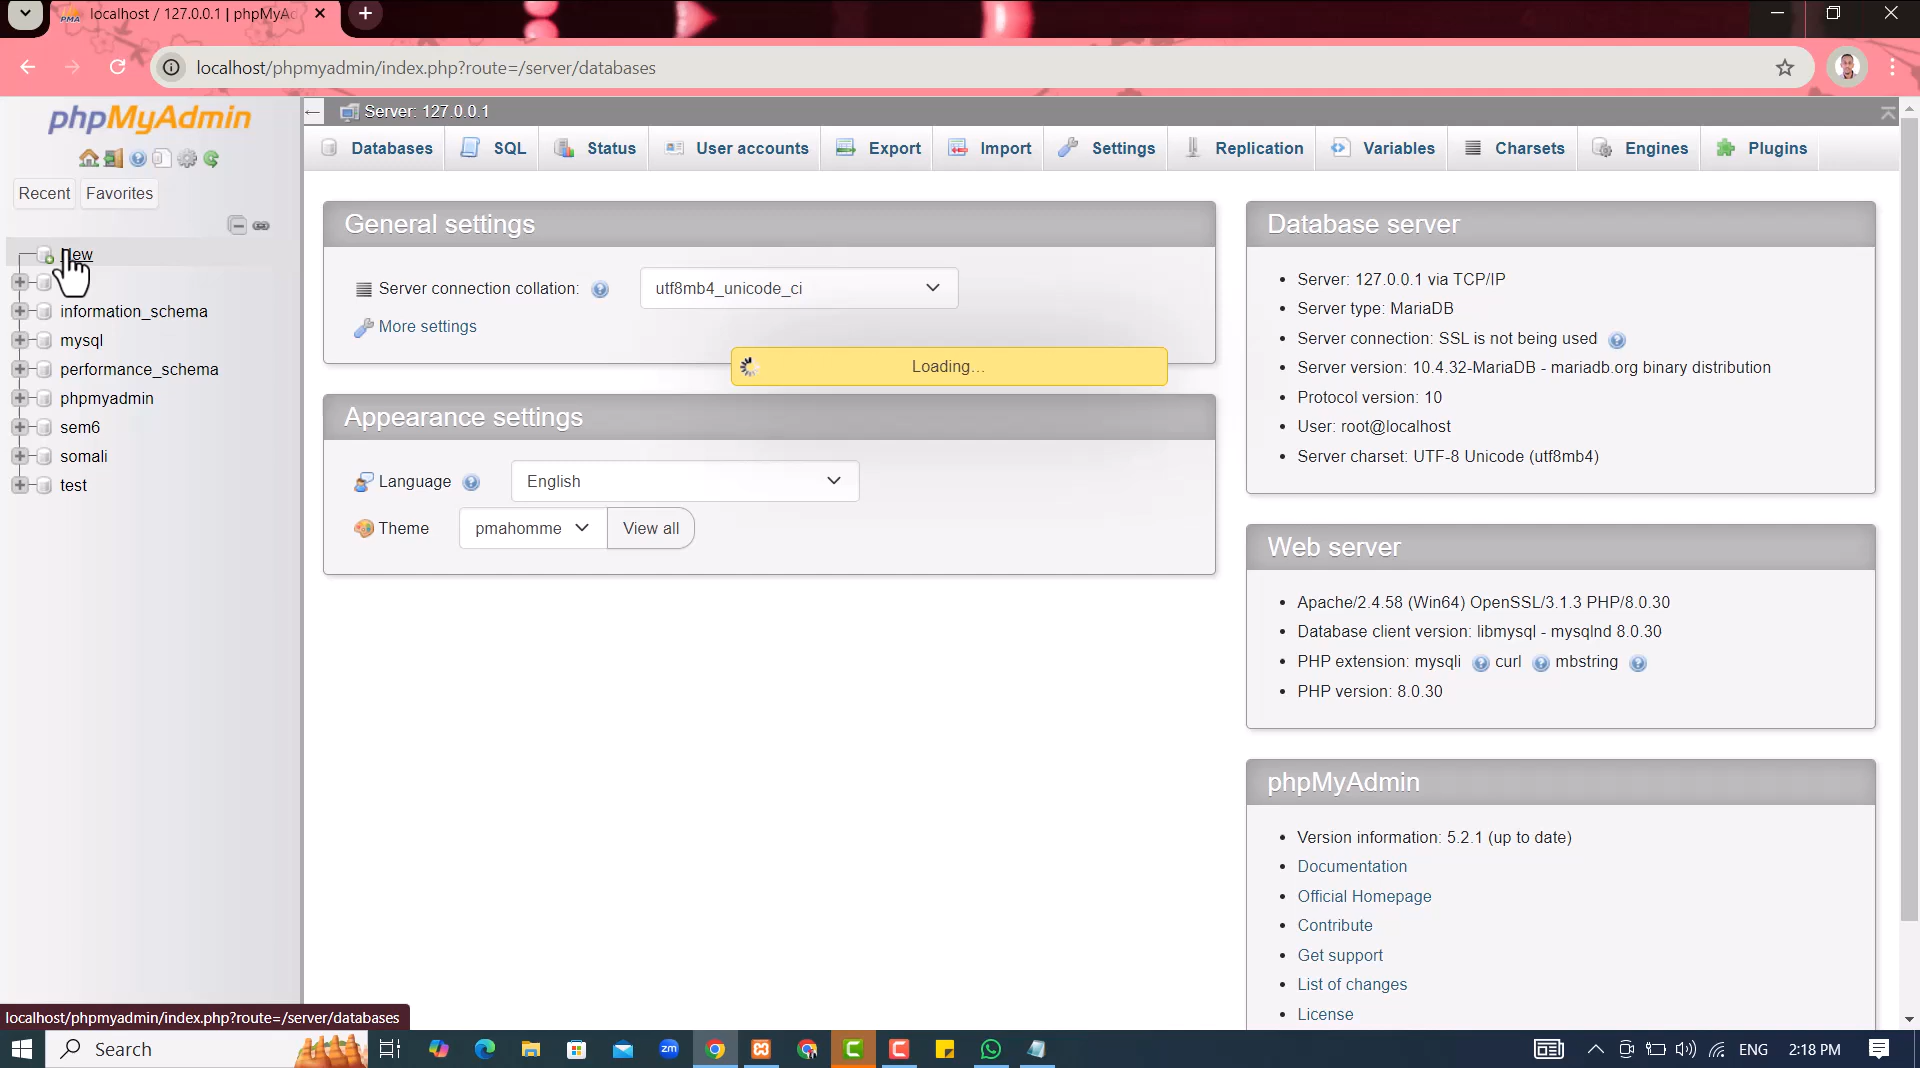 localhost / 127.0.0.1 | phpMyAd
localhost/phpmyadmin/index.php?route=/server/databases
phpMyAdmin
Recent
Favorites
information_schema
mysql
performance_schema
phpmyadmin
sem6
somali
test
Server: 127.0.0.1
Databases
SQL
Status
User accounts
Export
Import
Settings
Replication
Variables
Charsets
Engines
Plugins
General settings
Server connection collation:
utf8mb4_unicode_ci
More settings
Loading…
Appearance settings
Language
English
Theme
pmahomme
View all
Database server
Server: 127.0.0.1 via TCP/IP
Server type: MariaDB
Server connection: SSL is not being used
Server version: 10.4.32-MariaDB - mariadb.org binary distribution
Protocol version: 10
User: root@localhost
Server charset: UTF-8 Unicode (utf8mb4)
Web server
Apache/2.4.58 (Win64) OpenSSL/3.1.3 PHP/8.0.30
Database client version: libmysql - mysqlnd 8.0.30
PHP extension: mysqli curl mbstring
PHP version: 8.0.30
phpMyAdmin
Version information: 5.2.1 (up to date)
Documentation
Official Homepage
Contribute
Get support
List of changes
License
localhost/phpmyadmin/index.php?route=/server/databases
Search
zm
ENG
2:18 PM